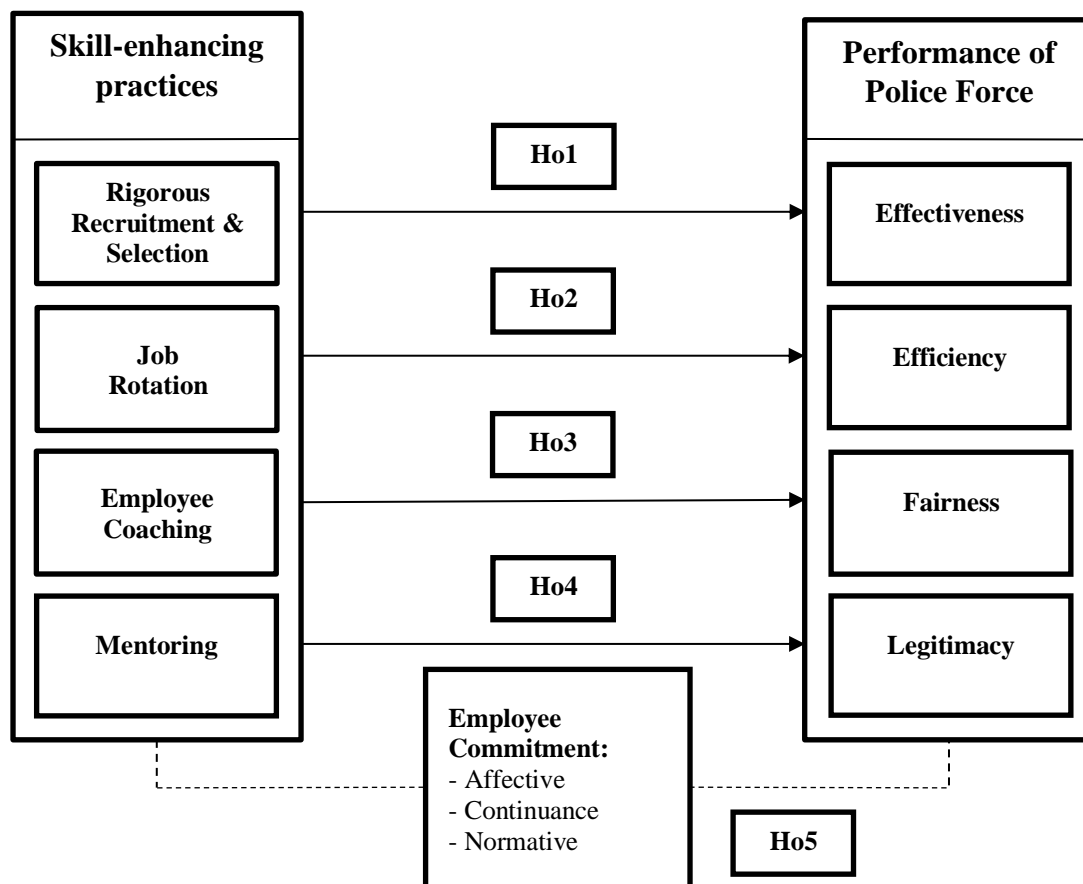 Skill-enhancing
practices
Rigorous
Recruitment &
Selection
Job
Rotation
Employee
Coaching
Mentoring
Ho1
Ho2
Ho3
Ho4
Employee
Commitment:
- Affective
- Continuance
- Normative
Ho5
Performance of
Police Force
Effectiveness
Efficiency
Fairness
Legitimacy